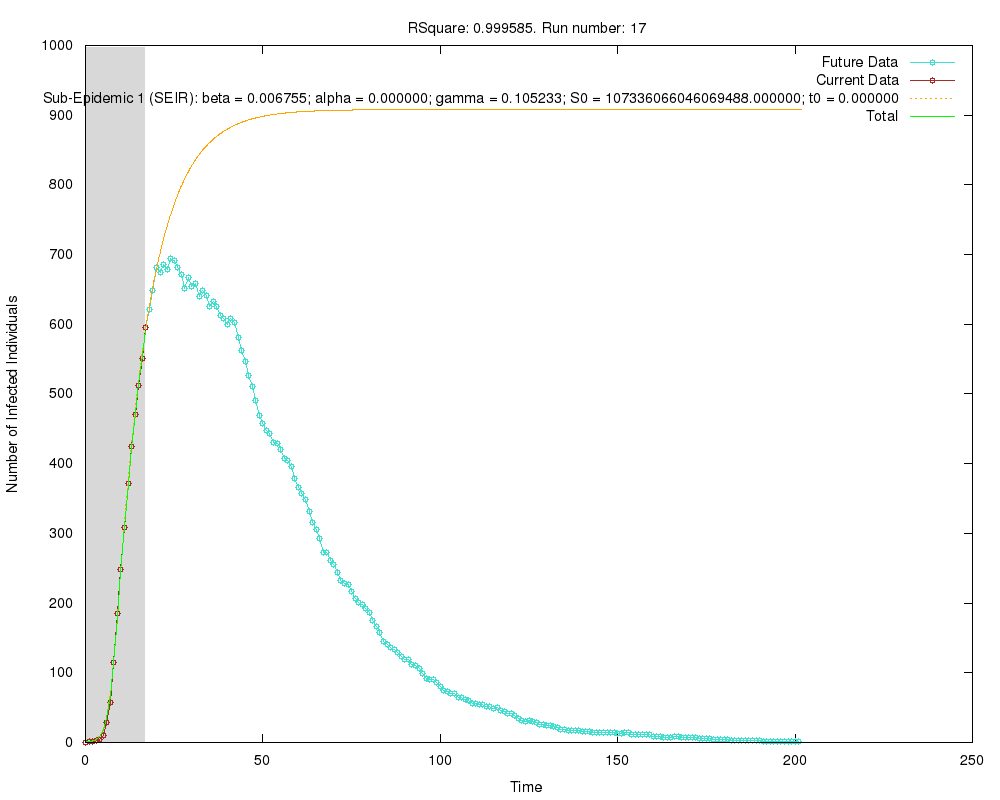 RSquare: 0.999585. Run number: 17
1000
900
800
700
600
500
400
300
200
100
0
Number of Infected Individuals
Future Data
Current Data
Sub-Epidemic 1 (SEIR): beta = 0.006755; alpha = 0.000000; gamma = 0.105233; S0 = 107336066046069488.000000; t0 = 0.000000
Total
0 50 100 150 200 250
Time